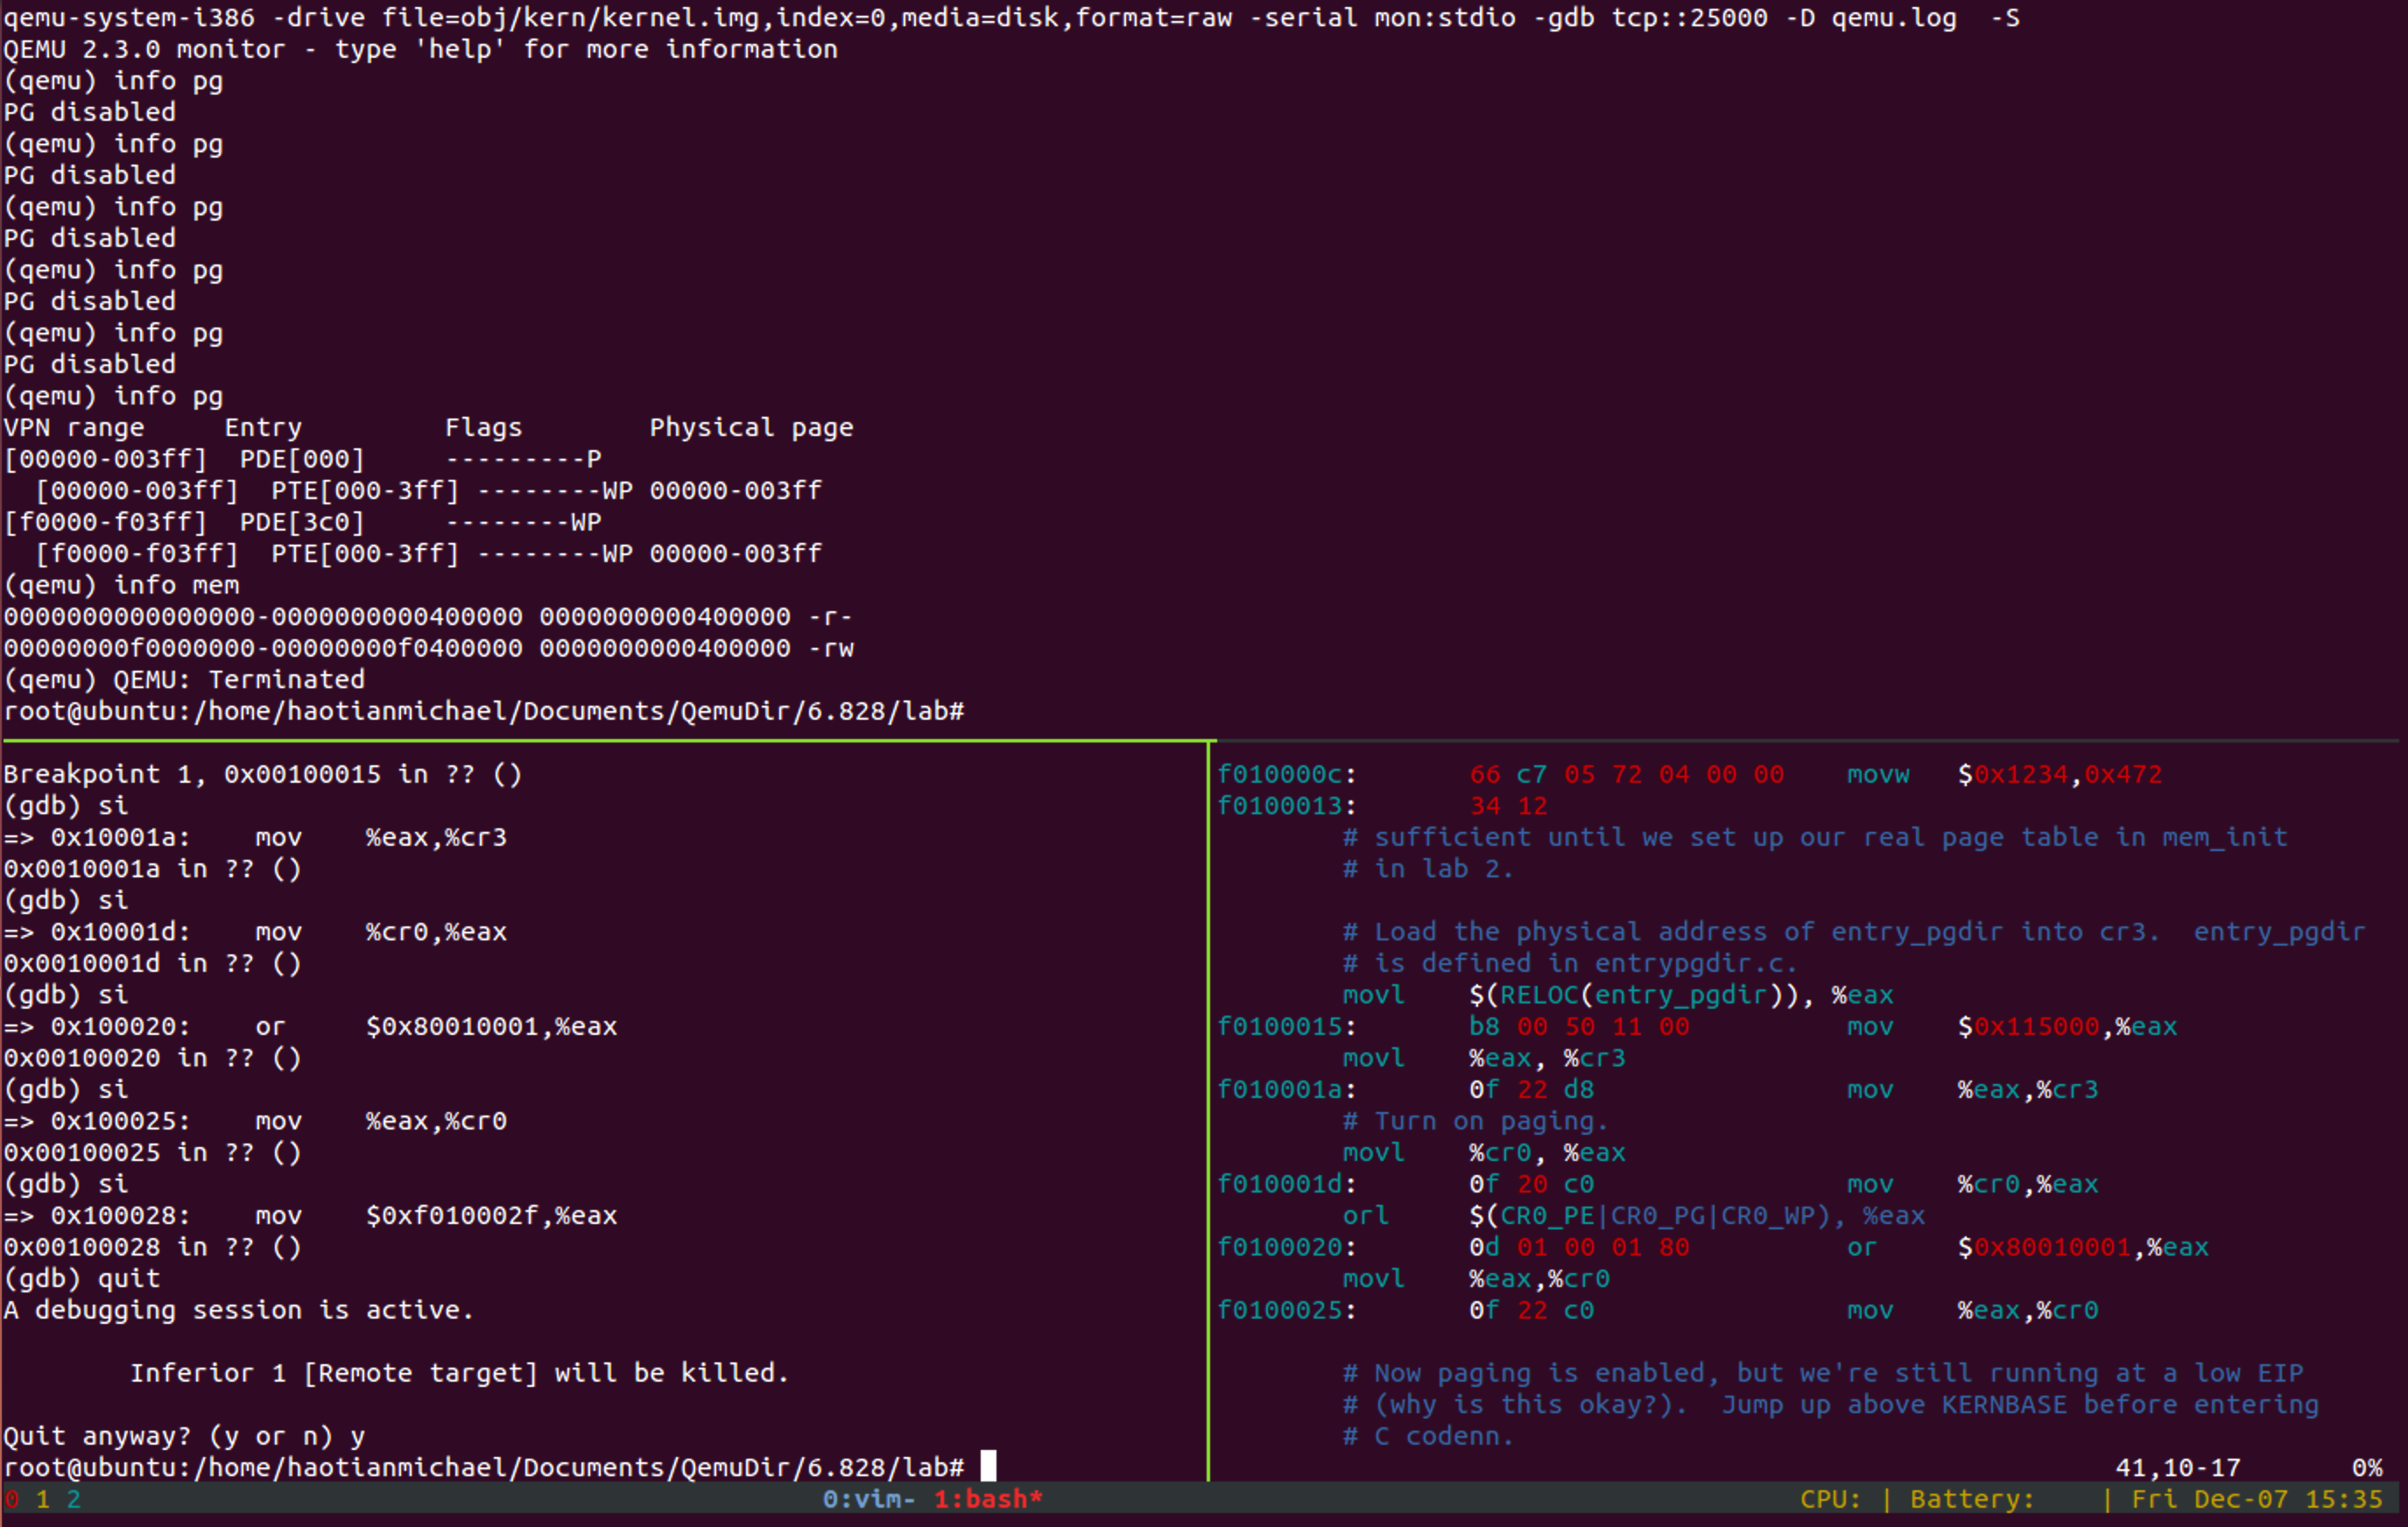 qemu-system-i386 -drive file=obj/kern/kernel.img,index=0,media=disk,format=raw -serial mon:stdio -gdb tcp::25000 -D qemu.log  -S
QEMU 2.3.0 monitor - type 'help' for more information
(qemu) info pg
PG disabled
(qemu) info pg
PG disabled
(qemu) info pg
PG disabled
(qemu) info pg
PG disabled
(qemu) info pg
PG disabled
(qemu) info pg
VPN range     Entry         Flags        Physical page
[00000-003ff]  PDE[000]     ---------P
  [00000-003ff]  PTE[000-3ff] --------WP 00000-003ff
[f0000-f03ff]  PDE[3c0]     --------WP
  [f0000-f03ff]  PTE[000-3ff] --------WP 00000-003ff
(qemu) info mem
0000000000000000-0000000000400000 0000000000400000 -r-
00000000f0000000-00000000f0400000 0000000000400000 -rw
(qemu) QEMU: Terminated
root@ubuntu:/home/haotianmichael/Documents/QemuDir/6.828/lab#
Breakpoint 1, 0x00100015 in ?? ()
(gdb) si
=> 0x10001a:    mov    %eax,%cr3
0x0010001a in ?? ()
(gdb) si
=> 0x10001d:    mov    %cr0,%eax
0x0010001d in ?? ()
(gdb) si
=> 0x100020:    or     $0x80010001,%eax
0x00100020 in ?? ()
(gdb) si
=> 0x100025:    mov    %eax,%cr0
0x00100025 in ?? ()
(gdb) si
=> 0x100028:    mov    $0xf010002f,%eax
0x00100028 in ?? ()
(gdb) quit
A debugging session is active.
        Inferior 1 [Remote target] will be killed.
Quit anyway? (y or n) y
root@ubuntu:/home/haotianmichael/Documents/QemuDir/6.828/lab#
f010000c:       66 c7 05 72 04 00 00    movw   $0x1234,0x472
f0100013:       34 12
        # sufficient until we set up our real page table in mem_init
        # in lab 2.
        # Load the physical address of entry_pgdir into cr3.  entry_pgdir
        # is defined in entrypgdir.c.
        movl    $(RELOC(entry_pgdir)), %eax
f0100015:       b8 00 50 11 00          mov    $0x115000,%eax
        movl    %eax, %cr3
f010001a:       0f 22 d8                mov    %eax,%cr3
        # Turn on paging.
        movl    %cr0, %eax
f010001d:       0f 20 c0                mov    %cr0,%eax
        orl     $(CR0_PE|CR0_PG|CR0_WP), %eax
f0100020:       0d 01 00 01 80          or     $0x80010001,%eax
        movl    %eax,%cr0
f0100025:       0f 22 c0                mov    %eax,%cr0
        # Now paging is enabled, but we're still running at a low EIP
        # (why is this okay?).  Jump up above KERNBASE before entering
        # C codenn.
41,10-17       0%
0 1 2    0:vim- 1:bash*    CPU: | Battery:    | Fri Dec-07 15:35